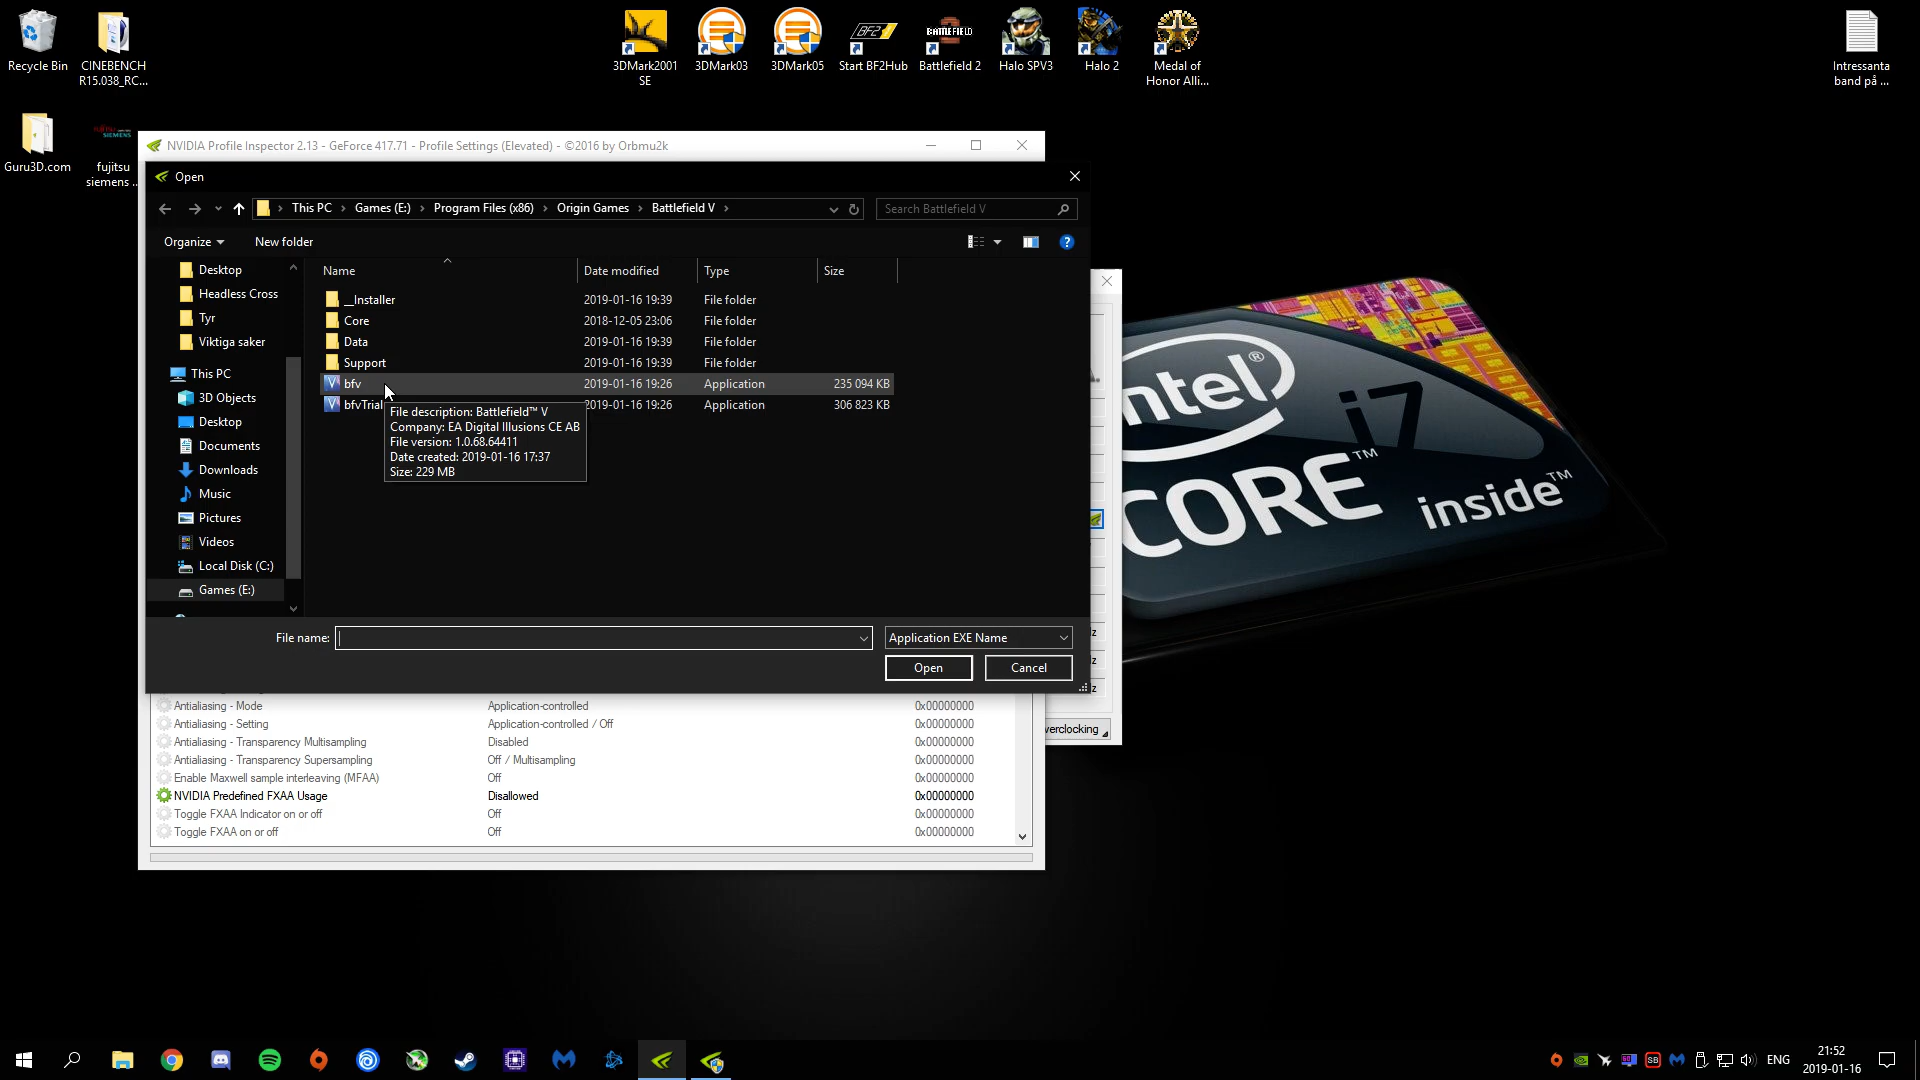 Recycle Bin
CINEBENCH
R15.038_RC...
3DMark2001
SE
3DMark03
3DMark05
Start BF2Hub
Battlefield 2
Halo SPV3
Halo 2
Medal of
Honor Alli...
Intressanta
band på ...
Guru3D.com
fujitsu
siemens ...
NVIDIA Profile Inspector 2.13 - GeForce 417.71 - Profile Settings (Elevated) - ©2016 by Orbmu2k
Open
This PC > Games (E:) > Program Files (x86) > Origin Games > Battlefield V >
Search Battlefield V
Organize
New folder
Desktop
Headless Cross
Tyr
Viktiga saker
This PC
3D Objects
Desktop
Documents
Downloads
Music
Pictures
Videos
Local Disk (C:)
Games (E:)
Name Date modified Type Size
__Installer 2019-01-16 19:39 File folder
Core 2018-12-05 23:06 File folder
Data 2019-01-16 19:39 File folder
Support 2019-01-16 19:39 File folder
bfv 2019-01-16 19:26 Application 235 094 KB
bfvTrial 2019-01-16 19:26 Application 306 823 KB
File description: Battlefield™ V
Company: EA Digital Illusions CE AB
File version: 1.0.68.64411
Date created: 2019-01-16 17:37
Size: 229 MB
File name:
Application EXE Name
Open
Cancel
Antialiasing - Mode Application-controlled 0x00000000
Antialiasing - Setting Application-controlled / Off 0x00000000
Antialiasing - Transparency Multisampling Disabled 0x00000000
Antialiasing - Transparency Supersampling Off / Multisampling 0x00000000
Enable Maxwell sample interleaving (MFAA) Off 0x00000000
NVIDIA Predefined FXAA Usage Disallowed 0x00000000
Toggle FXAA Indicator on or off Off 0x00000000
Toggle FXAA on or off Off 0x00000000
verclocking
intel®
CORE™ i7
inside™
ENG
21:52
2019-01-16